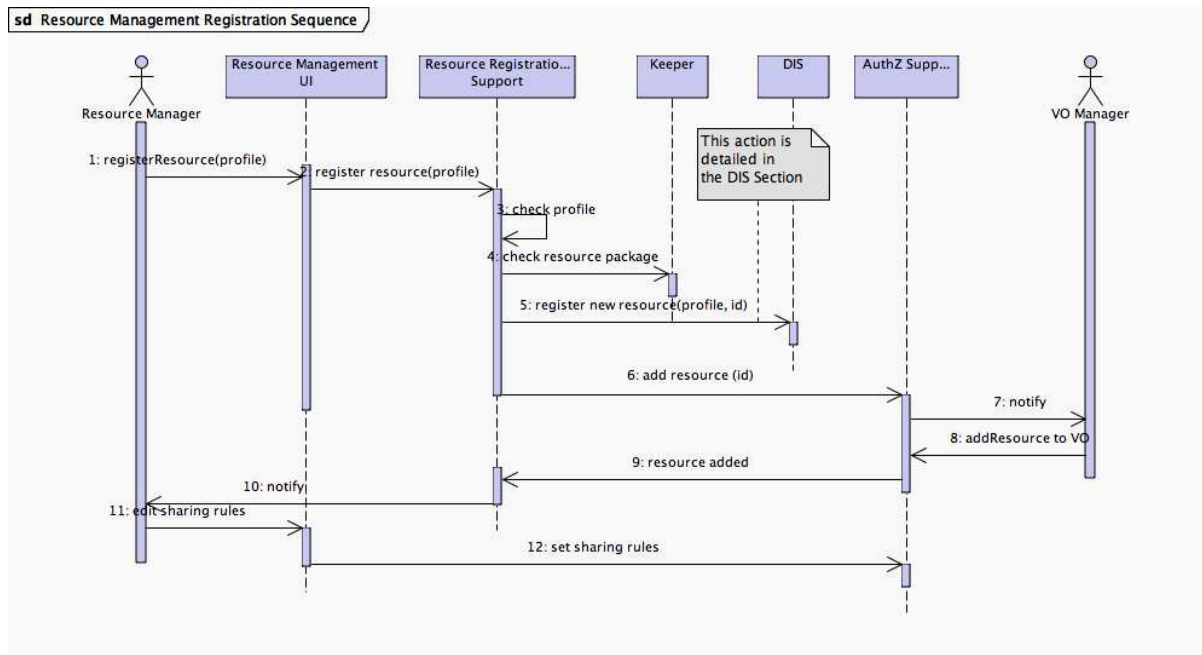 sd Resource Management Registration Sequence
Resource Management
UI
Resource Registratio...
Support
Keeper
DIS
AuthZ Supp...
Resource Manager
VO Manager
This action is
detailed in
the DIS Section
1: registerResource(profile)
2: register resource(profile)
3: check profile
4: check resource package
5: register new resource(profile, id)
6: add resource (id)
7: notify
8: addResource to VO
9: resource added
10: notify
11: edit sharing rules
12: set sharing rules